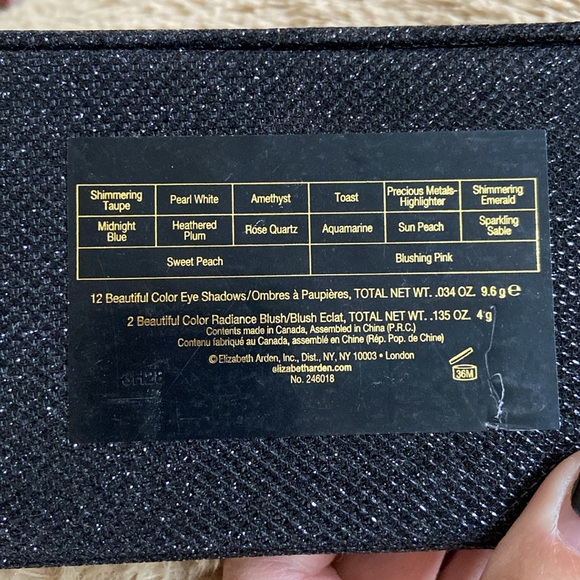 Shimmering Taupe Pearl White Amethyst Toast Precious Metals-Highlighter Shimmering Emerald
Midnight Blue Heathered Plum Rose Quartz Aquamarine Sun Peach Sparkling Sable
Sweet Peach Blushing Pink
12 Beautiful Color Eye Shadows/Ombres à Paupières, TOTAL NET WT. .034 OZ. 9.6 g ℮
2 Beautiful Color Radiance Blush/Blush Eclat, TOTAL NET WT. .135 OZ. 4 g
Contents made in Canada, Assembled in China (P.R.C.)
Contenu fabriqué au Canada, assemblé en Chine (Rép. Pop. de Chine)
© Elizabeth Arden, Inc., Dist., NY, NY 10003 • London
elizabetharden.com
No. 246018
36M